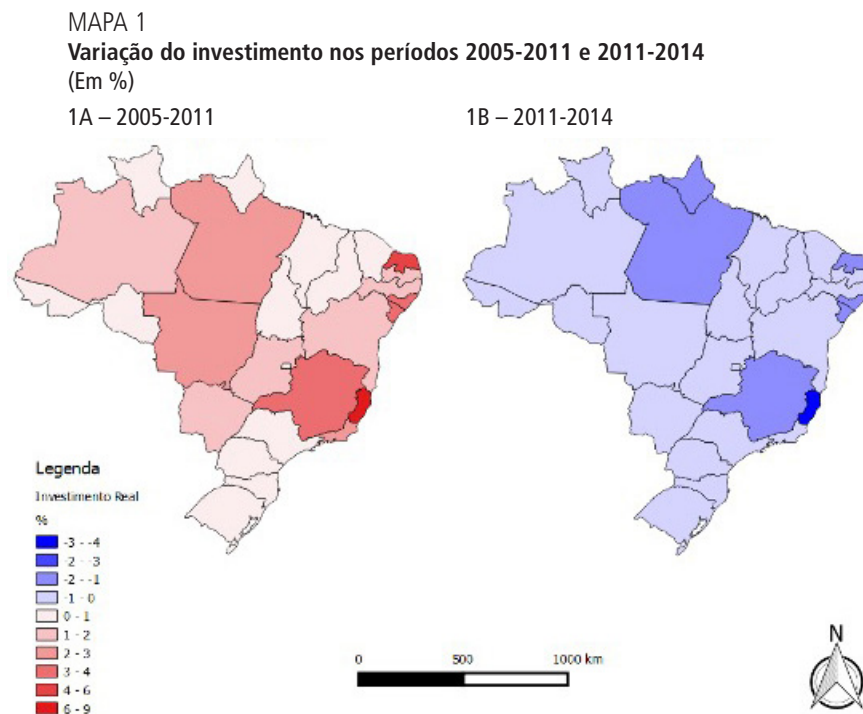 MAPA 1
Variação do investimento nos períodos 2005-2011 e 2011-2014
(Em %)
1A – 2005-2011
1B – 2011-2014
Legenda
Investimento Real
%
-3 - -4
-2 - -3
-2 - -1
-1 - 0
0 - 1
1 - 2
2 - 3
3 - 4
4 - 6
6 - 9
0 500 1000 km
N